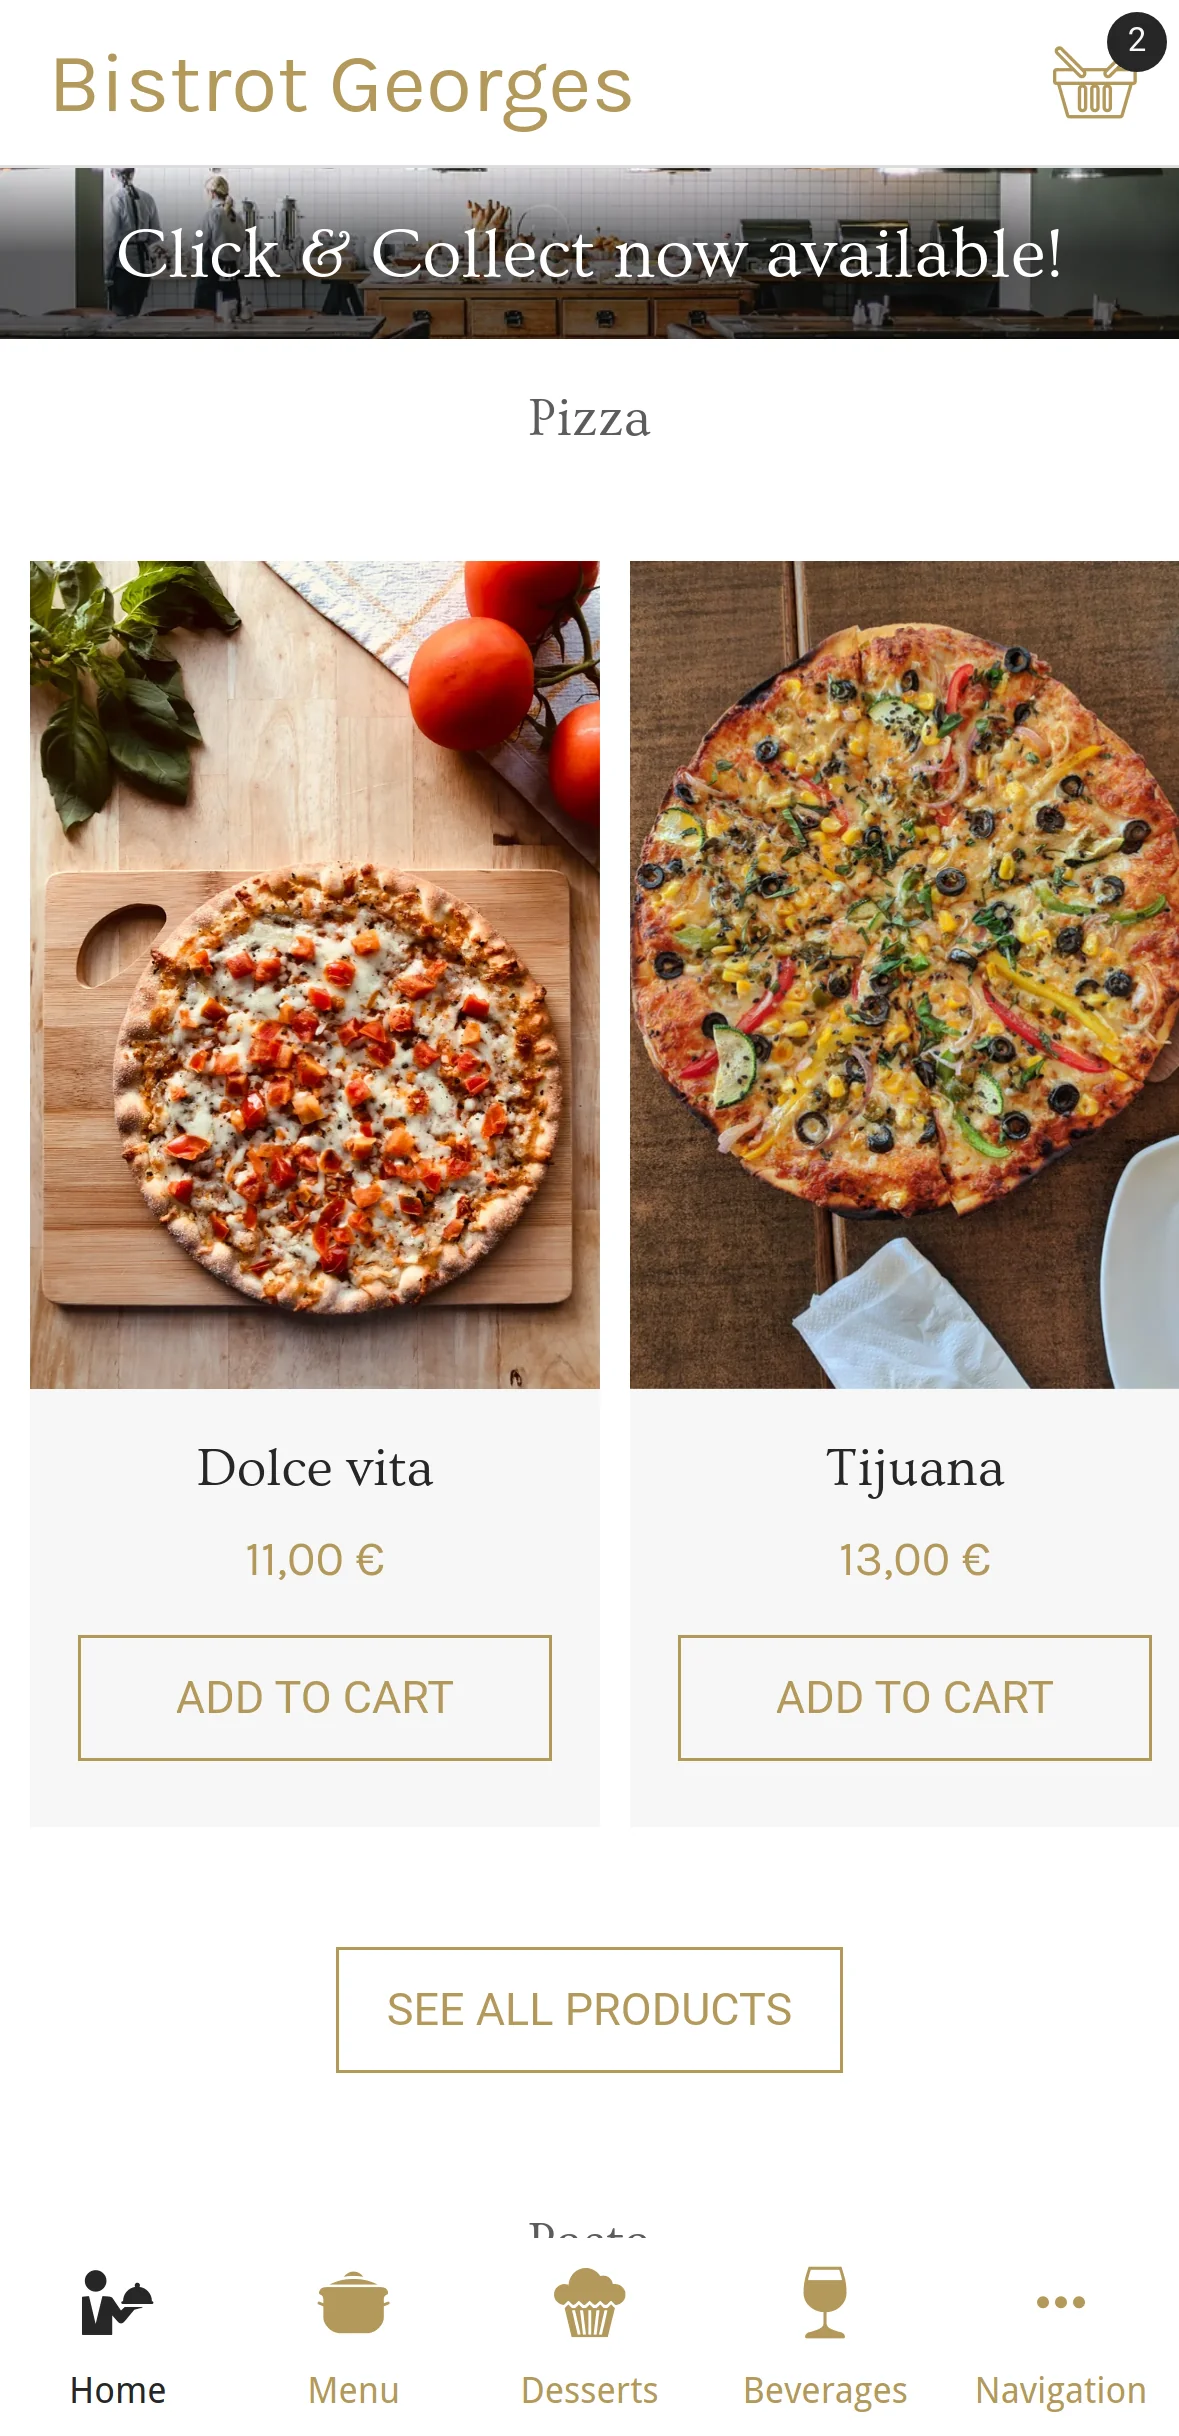 Bistrot Georges
2
Click & Collect now available!
Pizza
Dolce vita
11,00 €
ADD TO CART
Tijuana
13,00 €
ADD TO CART
SEE ALL PRODUCTS
Home
Menu
Desserts
Beverages
Navigation